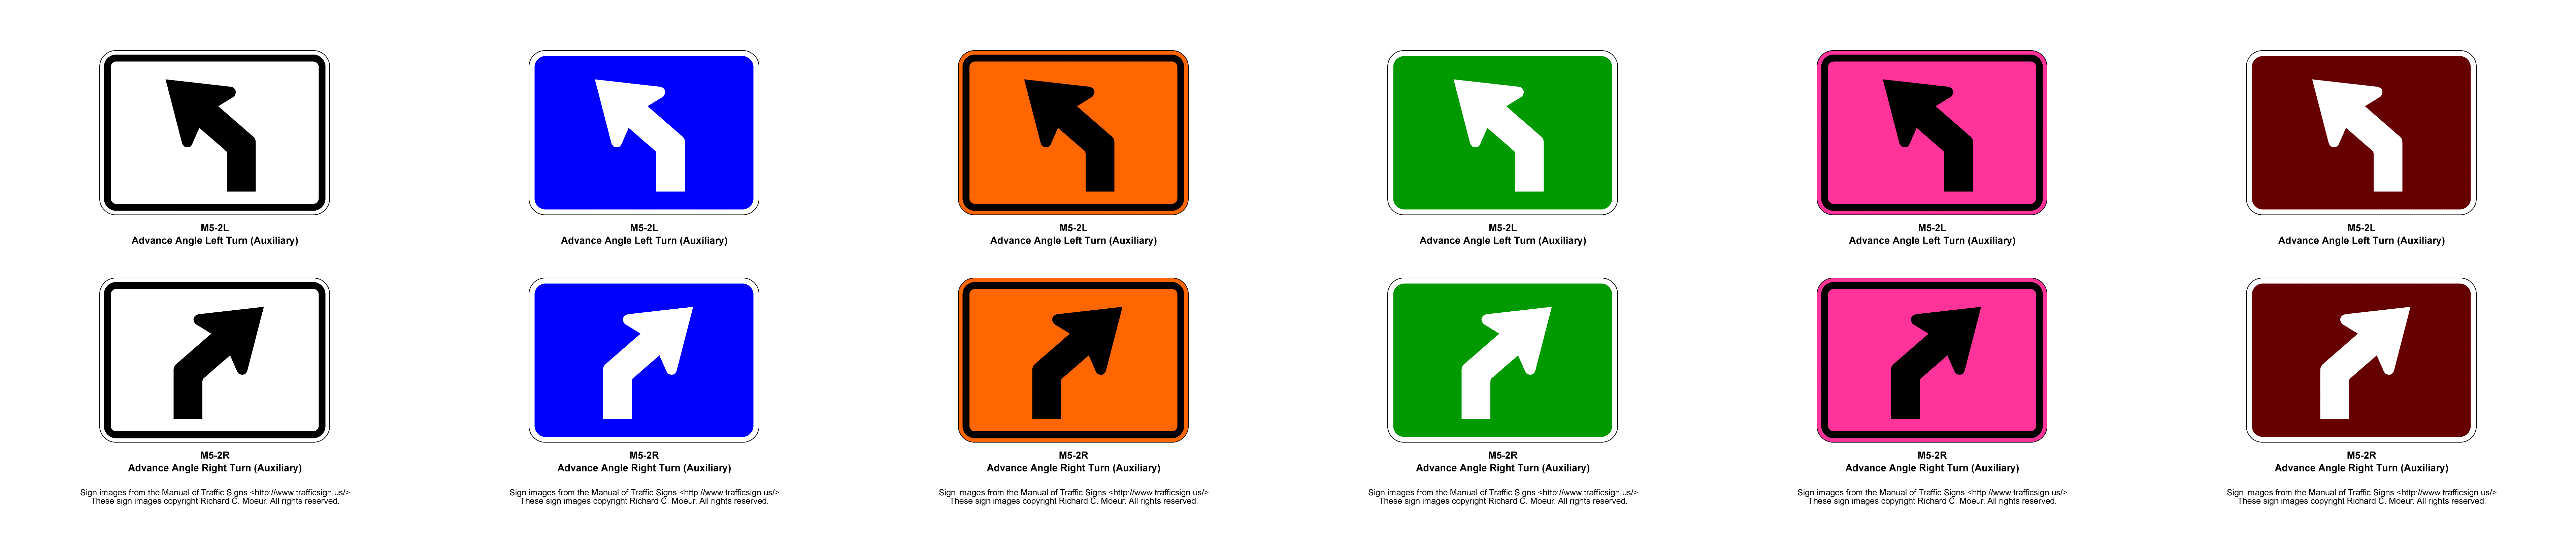 M5-2L
Advance Angle Left Turn (Auxiliary)
M5-2L
Advance Angle Left Turn (Auxiliary)
M5-2L
Advance Angle Left Turn (Auxiliary)
M5-2L
Advance Angle Left Turn (Auxiliary)
M5-2L
Advance Angle Left Turn (Auxiliary)
M5-2L
Advance Angle Left Turn (Auxiliary)
M5-2R
Advance Angle Right Turn (Auxiliary)
M5-2R
Advance Angle Right Turn (Auxiliary)
M5-2R
Advance Angle Right Turn (Auxiliary)
M5-2R
Advance Angle Right Turn (Auxiliary)
M5-2R
Advance Angle Right Turn (Auxiliary)
M5-2R
Advance Angle Right Turn (Auxiliary)
Sign images from the Manual of Traffic Signs <http://www.trafficsign.us/>
These sign images copyright Richard C. Moeur. All rights reserved.
Sign images from the Manual of Traffic Signs <http://www.trafficsign.us/>
These sign images copyright Richard C. Moeur. All rights reserved.
Sign images from the Manual of Traffic Signs <http://www.trafficsign.us/>
These sign images copyright Richard C. Moeur. All rights reserved.
Sign images from the Manual of Traffic Signs <http://www.trafficsign.us/>
These sign images copyright Richard C. Moeur. All rights reserved.
Sign images from the Manual of Traffic Signs <http://www.trafficsign.us/>
These sign images copyright Richard C. Moeur. All rights reserved.
Sign images from the Manual of Traffic Signs <http://www.trafficsign.us/>
These sign images copyright Richard C. Moeur. All rights reserved.